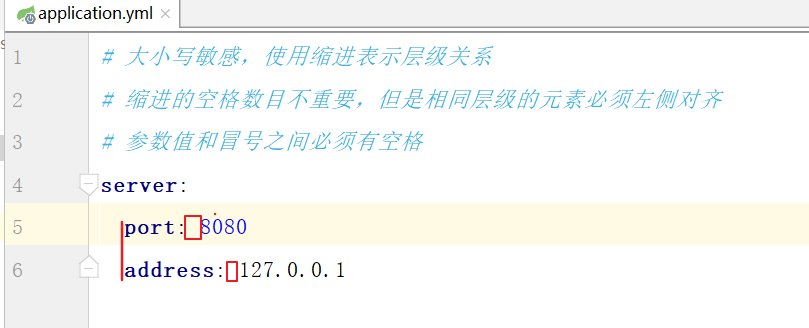 application.yml
1 # 大小写敏感，使用缩进表示层级关系
2 # 缩进的空格数目不重要，但是相同层级的元素必须左侧对齐
3 # 参数值和冒号之间必须有空格
4 server:
5   port: 8080
6   address: 127.0.0.1